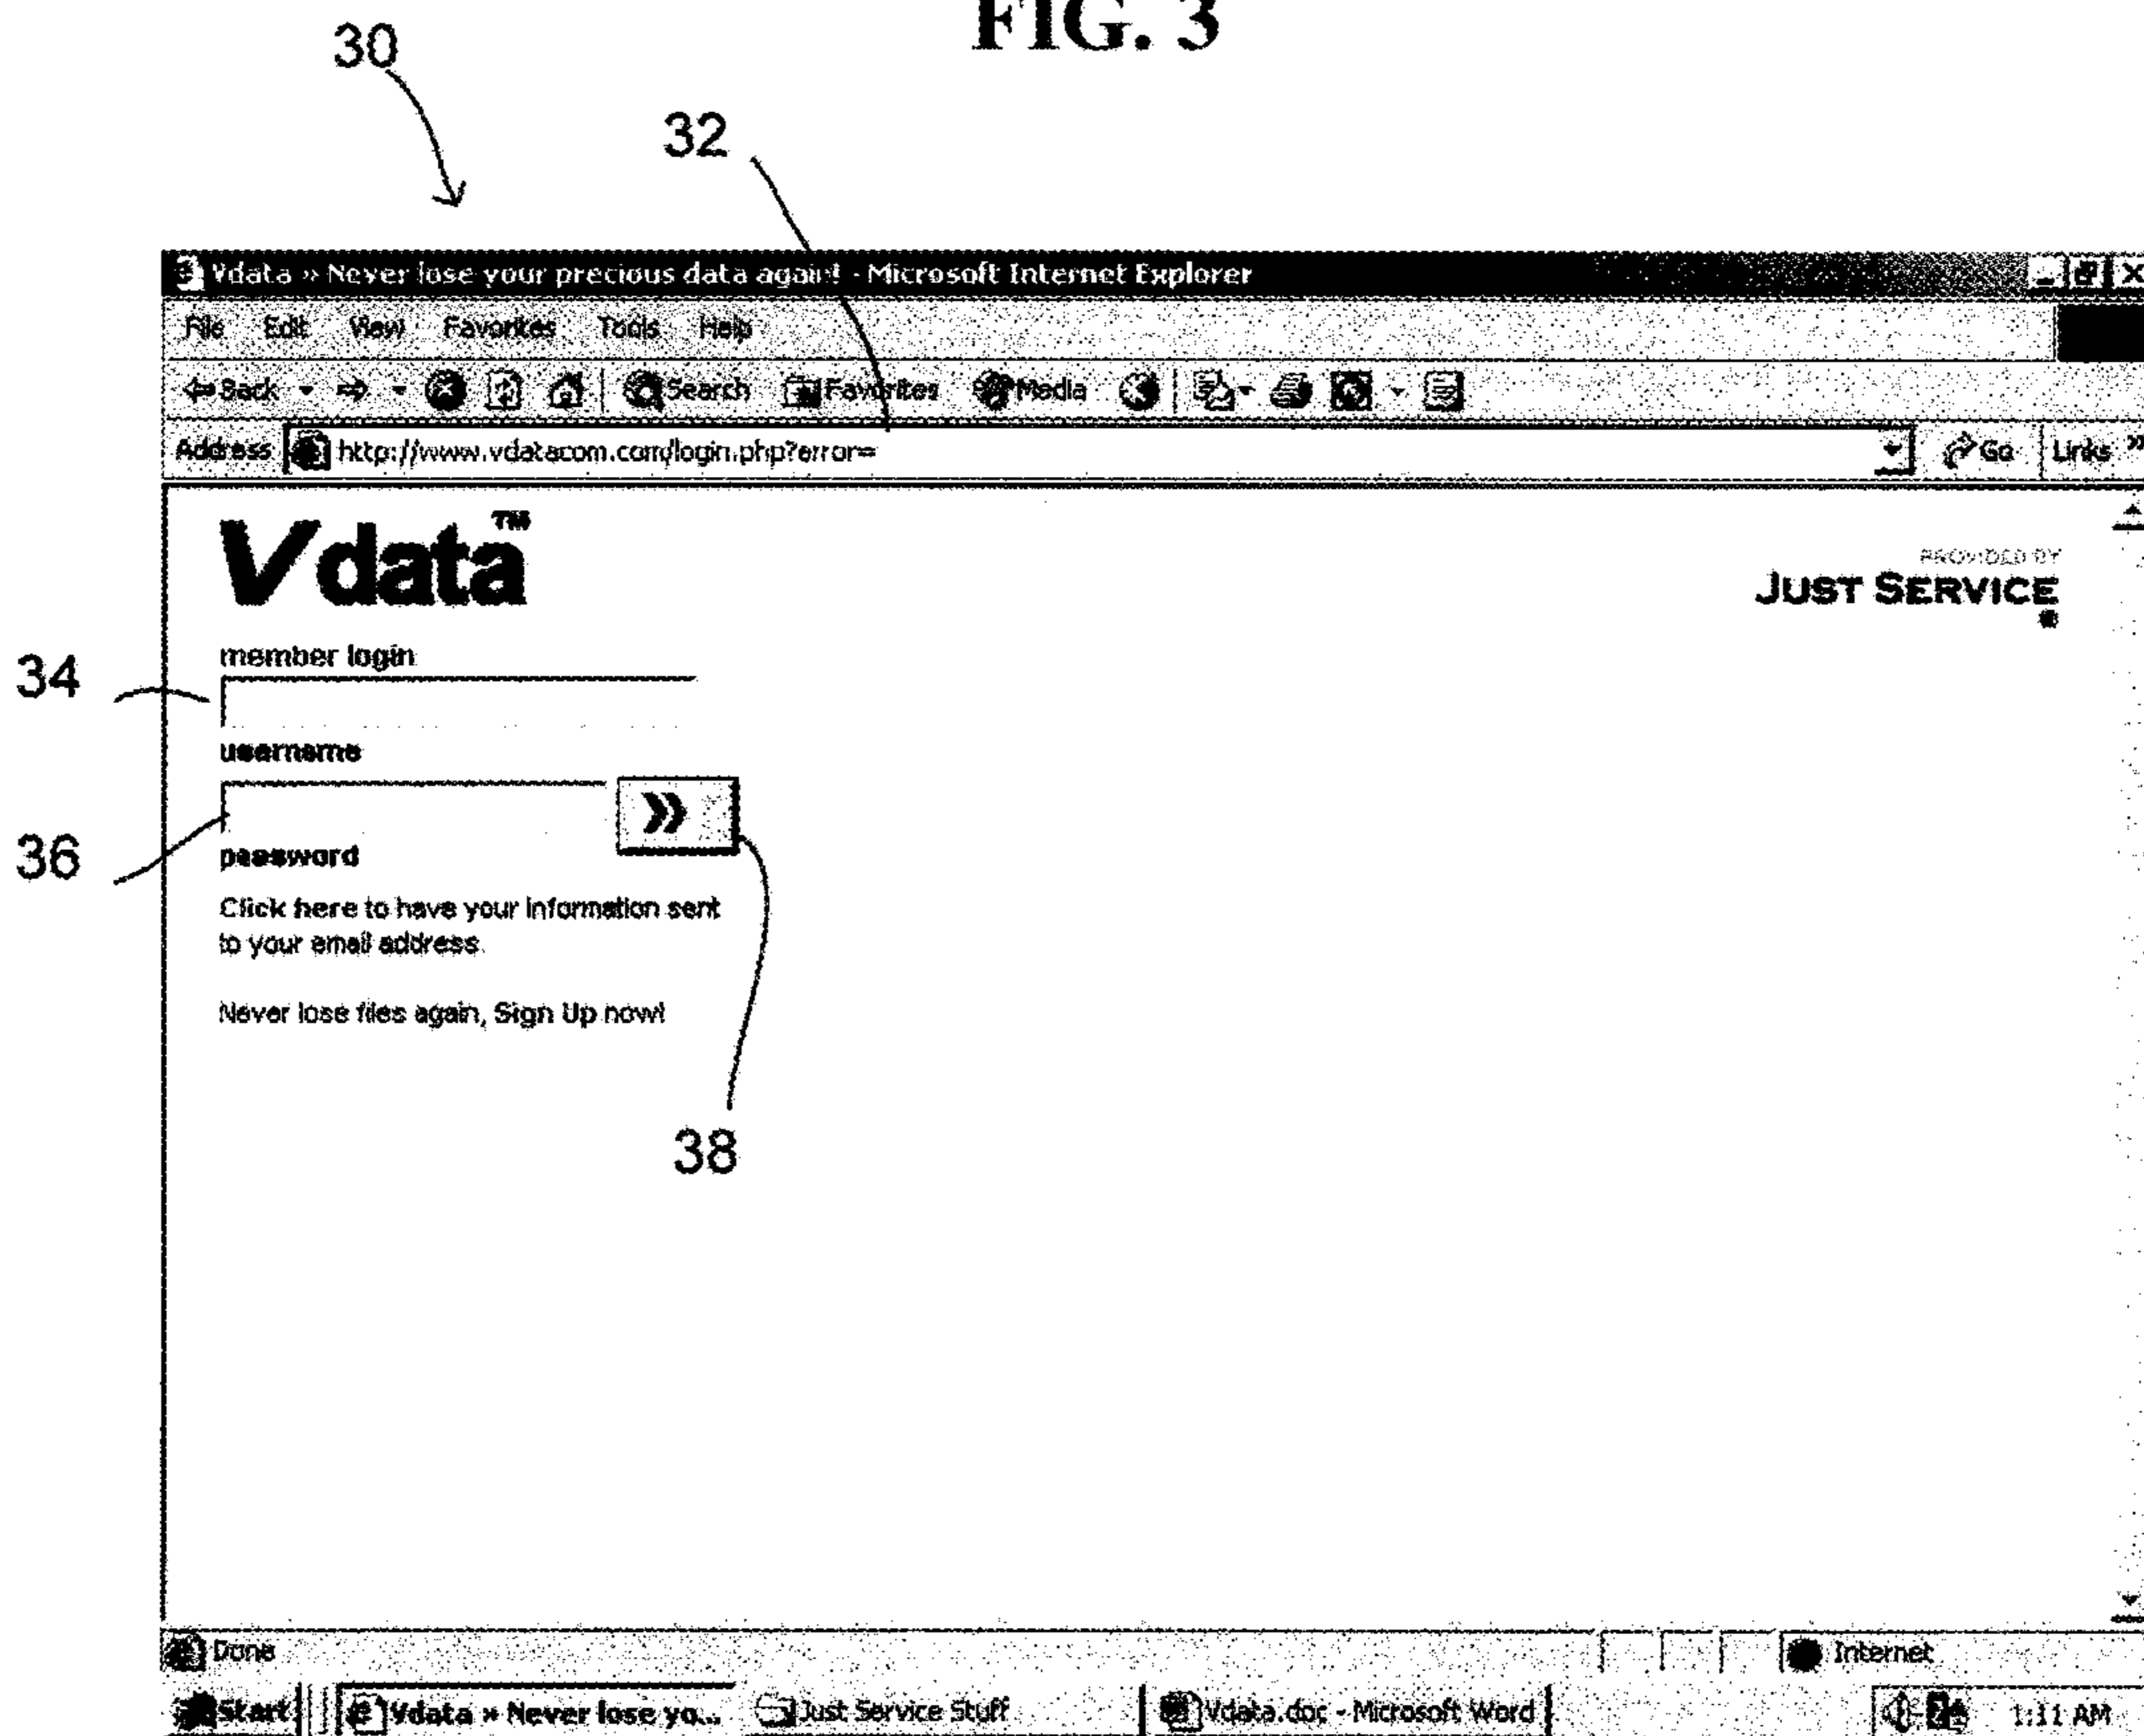 FIG. 3
30
32
Vdata » Never lose your precious data again! - Microsoft Internet Explorer
File Edit View Favorites Tools Help
Back Search Favorites Media
Address http://www.vdatacom.com/login.php?error= Go Links »
Vdata™
PROVIDED BY
JUST SERVICE
member login
34
username
»
36
password
Click here to have your information sent
to your email address.
Never lose files again, Sign Up now!
38
Done Internet
Start Vdata » Never lose yo... Just Service Stuff Vdata.doc - Microsoft Word 1:11 AM